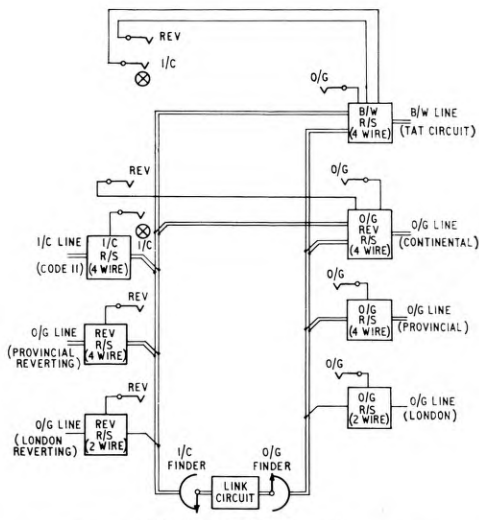 REV
I/C
O/G
B/W
R/S
(4 WIRE)
B/W LINE
(TAT CIRCUIT)
REV
O/G
I/C LINE
(CODE 11)
I/C
R/S
(4 WIRE)
I/C
O/G
REV
R/S
(4 WIRE)
O/G LINE
(CONTINENTAL)
REV
O/G
O/G LINE
(PROVINCIAL
REVERTING)
REV
R/S
(4 WIRE)
O/G
R/S
(4 WIRE)
O/G LINE
(PROVINCIAL)
REV
O/G
O/G LINE
(LONDON
REVERTING)
REV
R/S
(2 WIRE)
O/G
R/S
(2 WIRE)
O/G LINE
(LONDON)
I/C
FINDER
LINK
CIRCUIT
O/G
FINDER